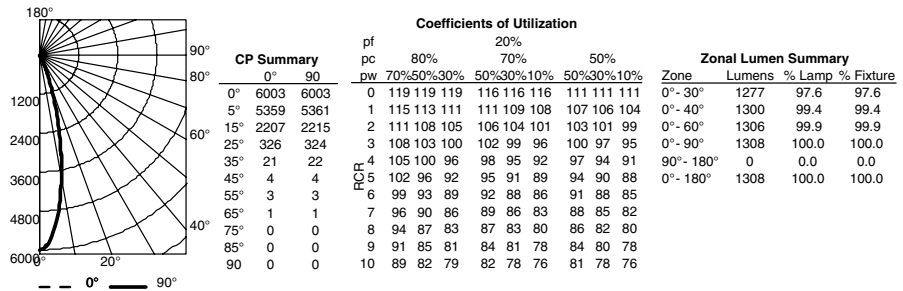 180°
90°
80°
1200
60°
2400
3600
4800
40°
6000
0°
20°
0° 90°
CP Summary
0° 90
0° 6003 6003
5° 5359 5361
15° 2207 2215
25° 326 324
35° 21 22
45° 4 4
55° 3 3
65° 1 1
75° 0 0
85° 0 0
90 0 0
Coefficients of Utilization
pf 20%
pc 80% 70% 50%
pw 70%50%30% 50%30%10% 50%30%10%
RCR
0 119 119 119 116 116 116 111 111 111
1 115 113 111 111 109 108 107 106 104
2 111 108 105 106 104 101 103 101 99
3 108 103 100 102 99 96 100 97 95
4 105 100 96 98 95 92 97 94 91
5 102 96 92 95 91 89 94 90 88
6 99 93 89 92 88 86 91 88 85
7 96 90 86 89 86 83 88 85 82
8 94 87 83 87 83 80 86 82 80
9 91 85 81 84 81 78 84 80 78
10 89 82 79 82 78 76 81 78 76
Zonal Lumen Summary
Zone Lumens % Lamp % Fixture
0°- 30° 1277 97.6 97.6
0°- 40° 1300 99.4 99.4
0°- 60° 1306 99.9 99.9
0°- 90° 1308 100.0 100.0
90°- 180° 0 0.0 0.0
0°- 180° 1308 100.0 100.0